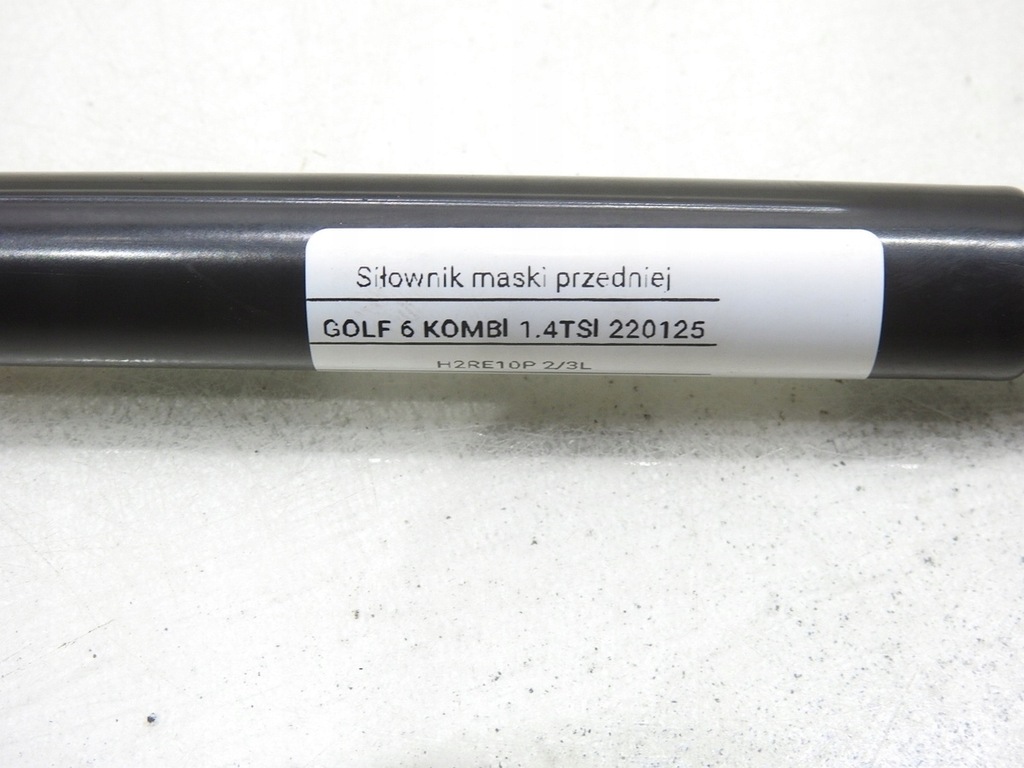 Siłownik maski przedniej
GOLF 6 KOMBI 1.4TSI 220125
H2RE10P 2/3L